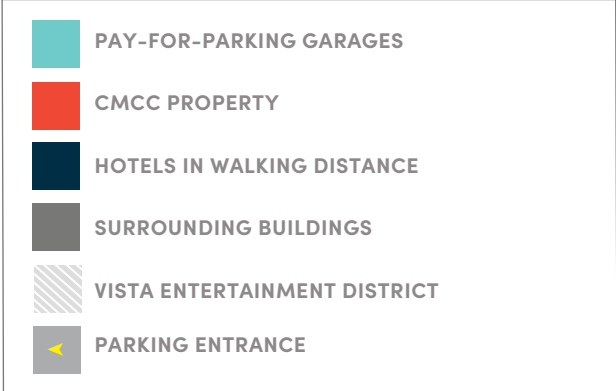 PAY-FOR-PARKING GARAGES
CMCC PROPERTY
HOTELS IN WALKING DISTANCE
SURROUNDING BUILDINGS
VISTA ENTERTAINMENT DISTRICT
PARKING ENTRANCE